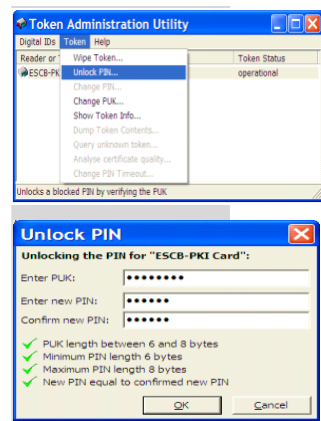 Token Administration Utility
Digital IDs Token Help
Reader or Token Status
ESCB-PK operational
Wipe Token...
Unlock PIN...
Change PIN...
Change PUK...
Show Token Info...
Dump Token Contents...
Query unknown token...
Analyse certificate quality...
Change PIN Timeout...
Unlocks a blocked PIN by verifying the PUK
Unlock PIN
Unlocking the PIN for "ESCB-PKI Card":
Enter PUK: ••••••••
Enter new PIN: ••••••
Confirm new PIN: ••••••
PUK length between 6 and 8 bytes
Minimum PIN length 6 bytes
Maximum PIN length 8 bytes
New PIN equal to confirmed new PIN
OK Cancel